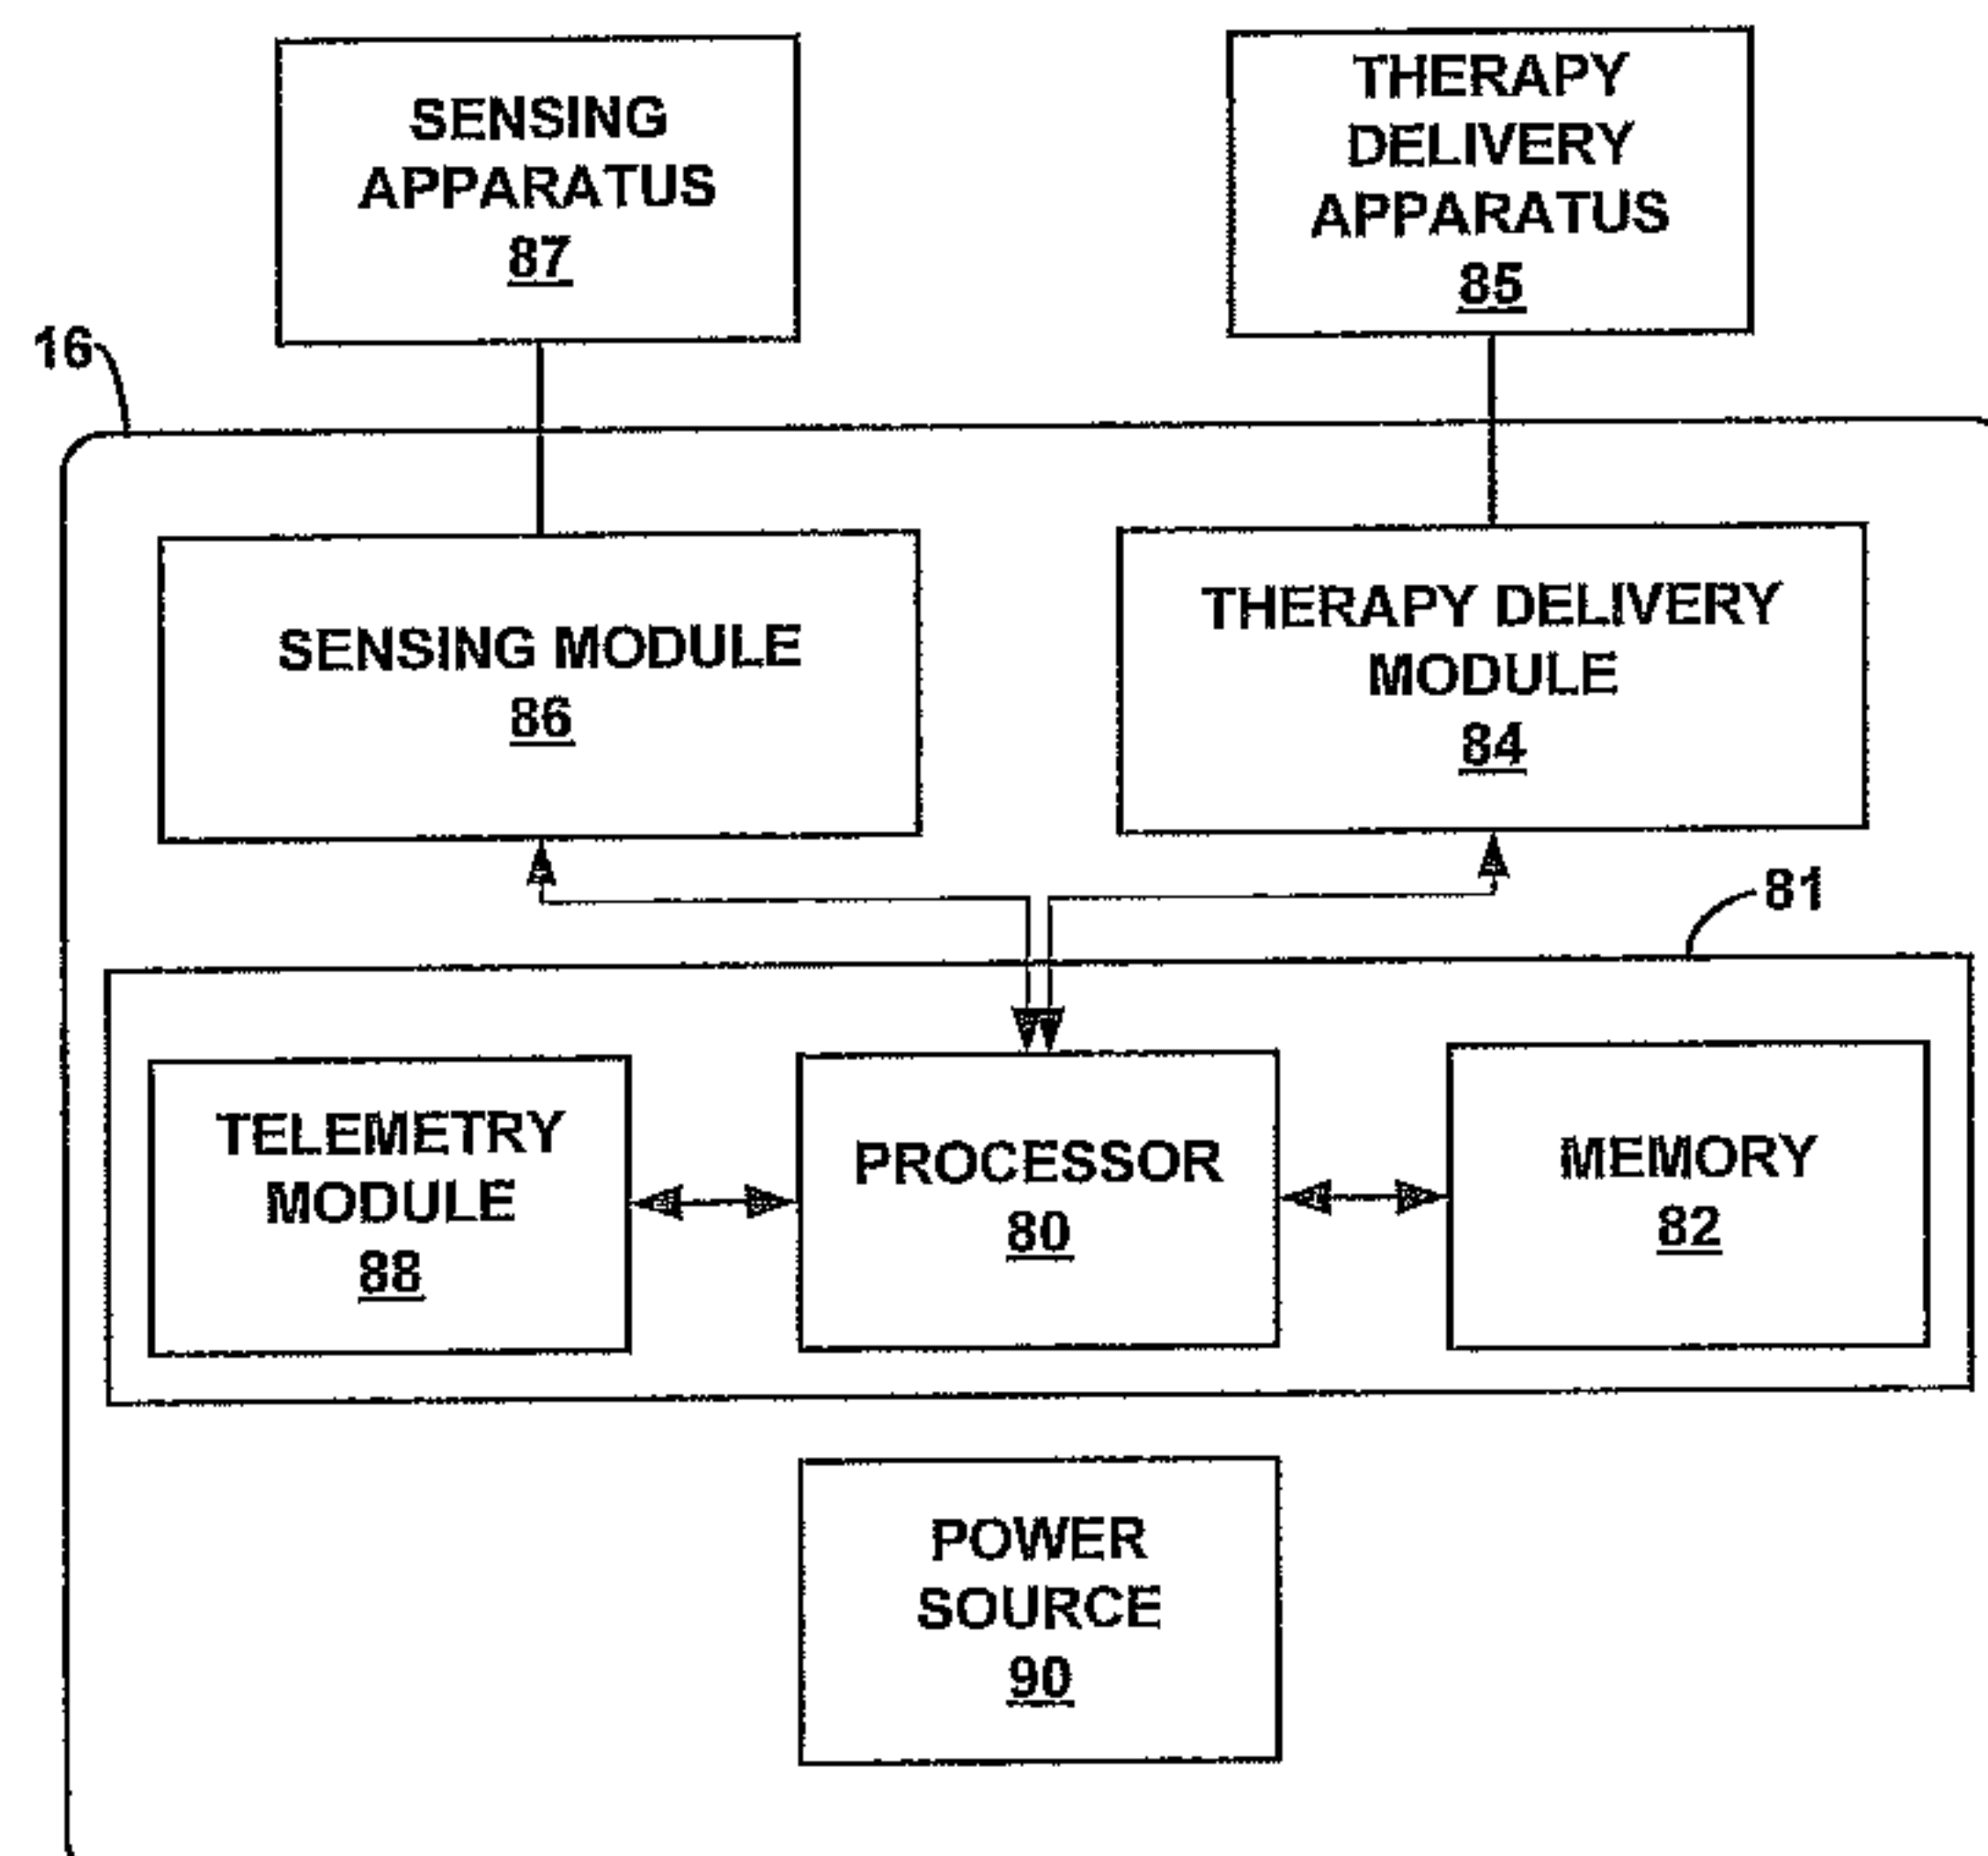 SENSING
APPARATUS
87
THERAPY
DELIVERY
APPARATUS
85
16
SENSING MODULE
86
THERAPY DELIVERY
MODULE
84
81
TELEMETRY
MODULE
88
PROCESSOR
80
MEMORY
82
POWER
SOURCE
90